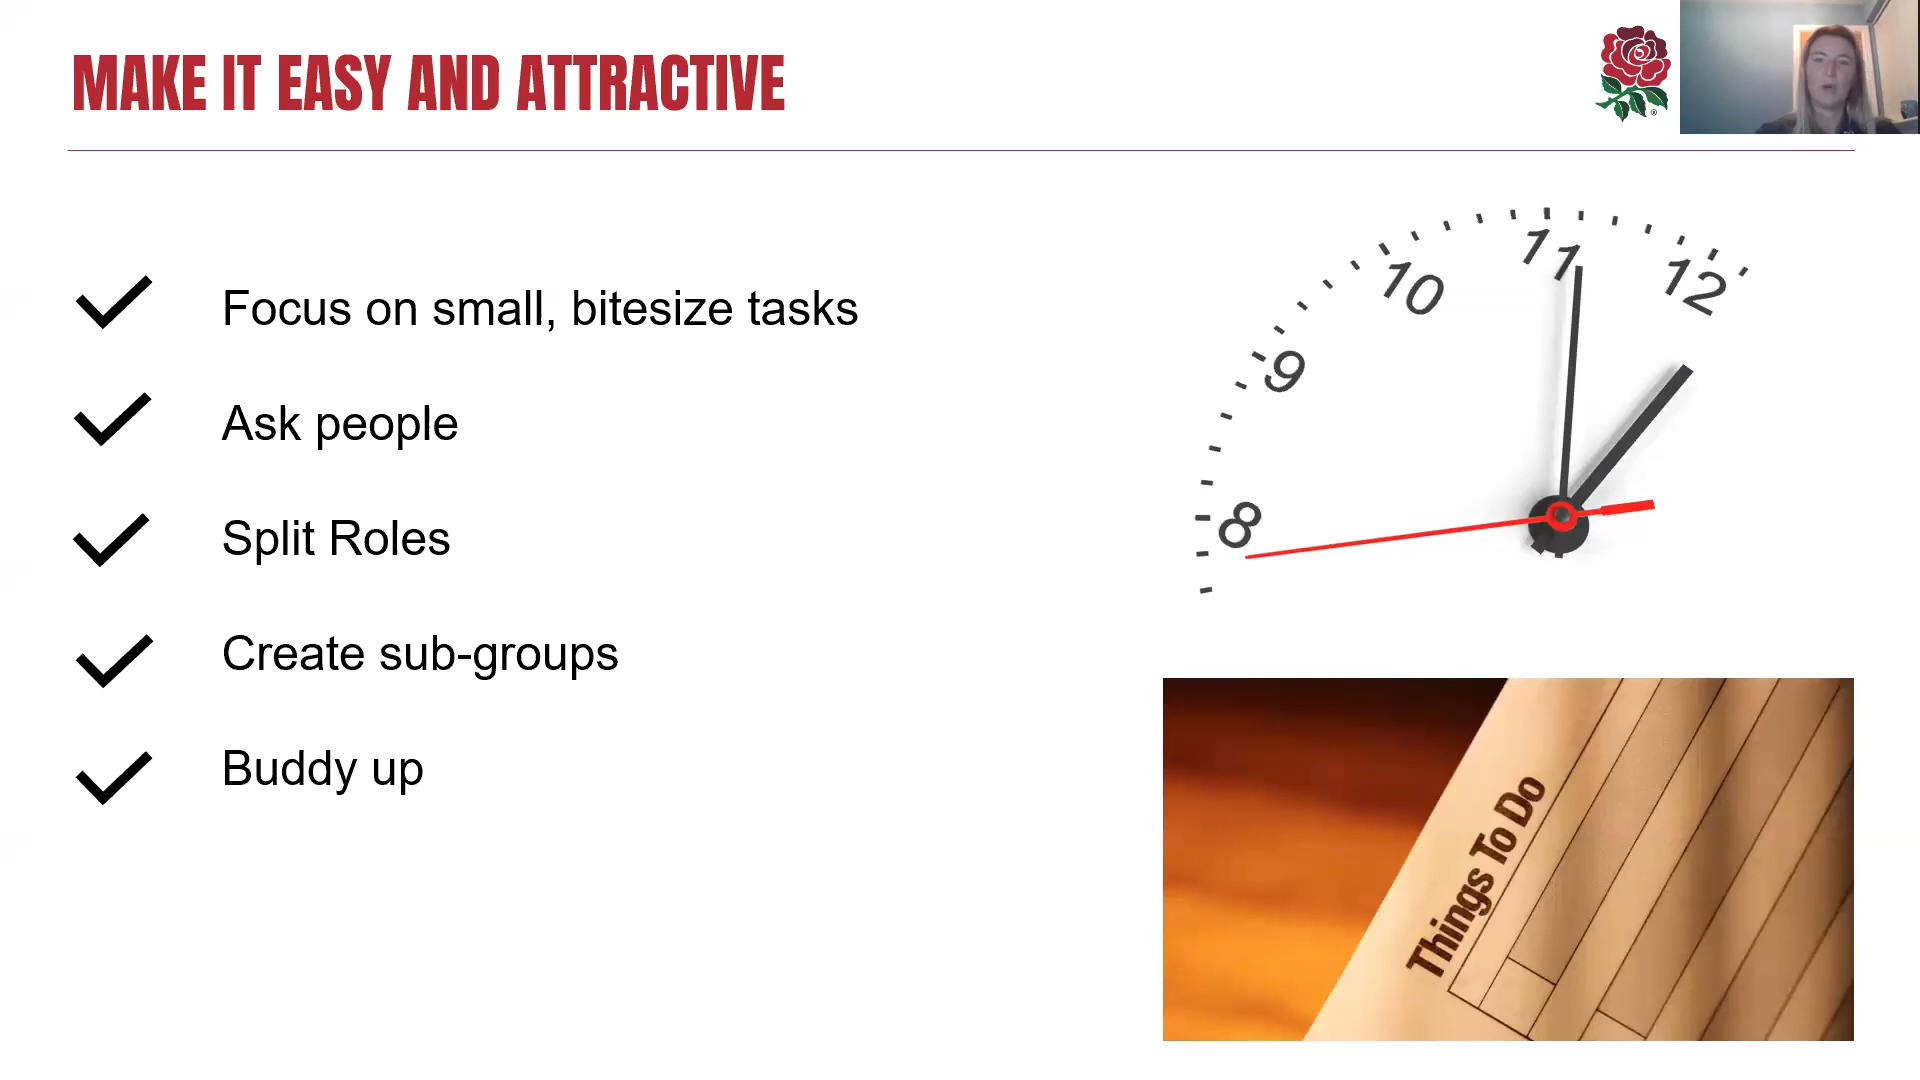 MAKE IT EASY AND ATTRACTIVE
Focus on small, bitesize tasks
Ask people
Split Roles
Create sub-groups
Buddy up
8
9
10
11
12
Things To Do